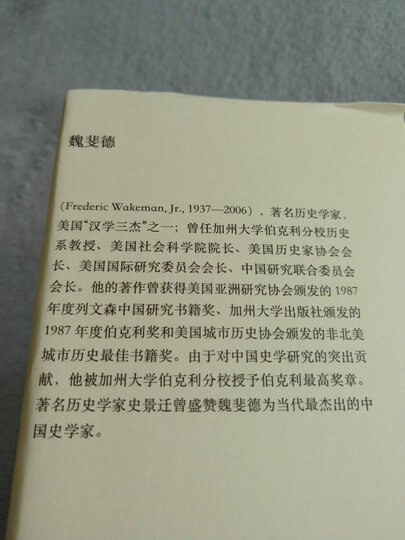 魏斐德
（Frederic Wakeman, Jr., 1937—2006），著名历史学家，
美国“汉学三杰”之一；曾任加州大学伯克利分校历史
系教授、美国社会科学院院长、美国历史家协会会
长、美国国际研究委员会会长、中国研究联合委员会
会长。他的著作曾获得美国亚洲研究协会颁发的 1987
年度列文森中国研究书籍奖、加州大学出版社颁发的
1987 年度伯克利奖和美国城市历史协会颁发的非北美
城市历史最佳书籍奖。由于对中国史学研究的突出贡
献，他被加州大学伯克利分校授予伯克利最高奖章。
著名历史学家史景迁曾盛赞魏斐德为当代最杰出的中
国史学家。